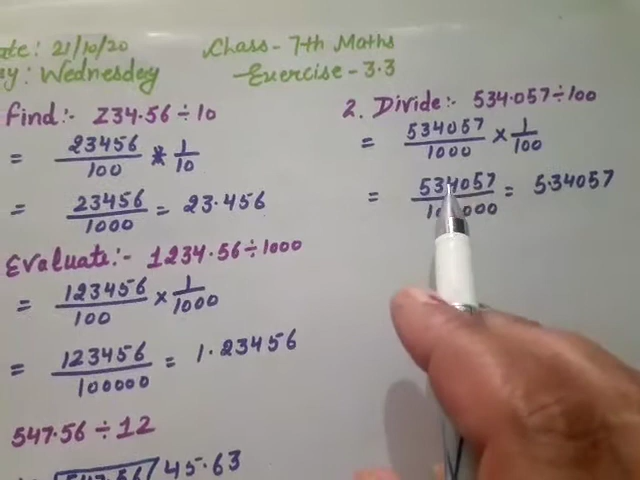 ate: 21/10/20
ay: Wednesday
Class - 7th Maths
Exercise - 3.3
Find:- 234.56 ÷ 10
= 23456/100 × 1/10
= 23456/1000 = 23.456
Evaluate:- 1234.56 ÷ 1000
= 123456/100 × 1/1000
= 123456/100000 = 1.23456
547.56 ÷ 12
547.56 45.63
2. Divide:- 534.057 ÷ 100
= 534057/1000 × 1/100
= 534057/ = 5.34057